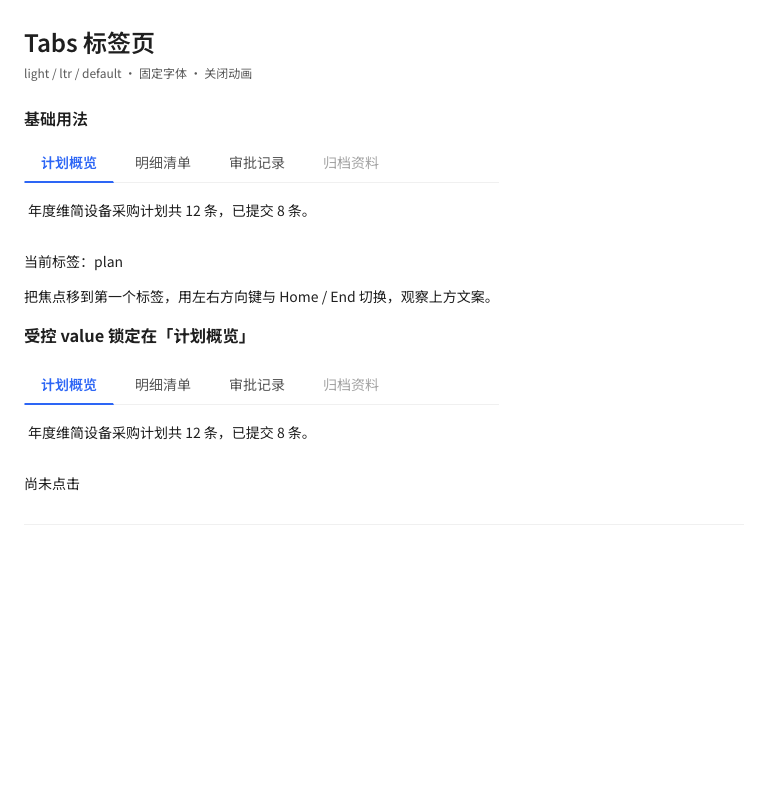 Tabs 标签页
light / ltr / default · 固定字体 · 关闭动画
基础用法
计划概览 明细清单 审批记录 归档资料
年度维简设备采购计划共 12 条，已提交 8 条。
当前标签：plan
把焦点移到第一个标签，用左右方向键与 Home / End 切换，观察上方文案。
受控 value 锁定在「计划概览」
计划概览 明细清单 审批记录 归档资料
年度维简设备采购计划共 12 条，已提交 8 条。
尚未点击